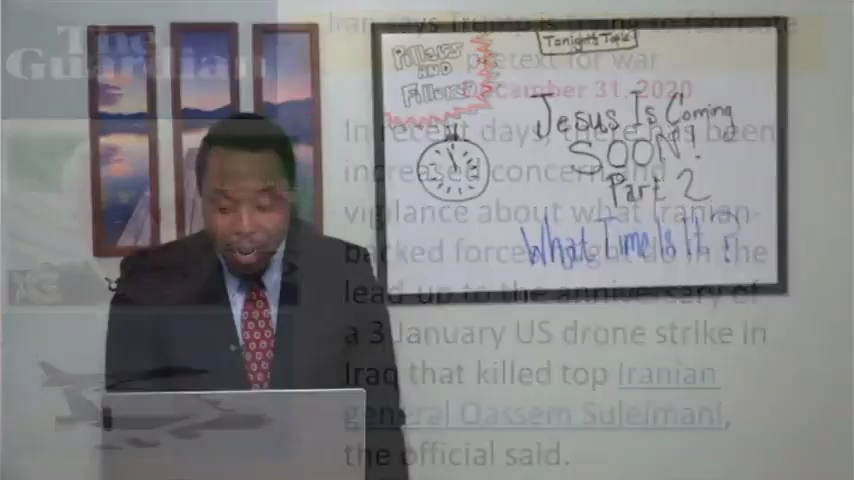 The
Guardian
Iran says Trump is trying to fabricate
pretext for war
December 31, 2020
In recent days, there has been
increased concern and
vigilance about what Iranian-
backed forces might do in the
lead-up to the anniversary of
a 3 January US drone strike in
Iraq that killed top Iranian
general Qassem Suleimani,
the official said.
Pillars
AND
Fillers
Tonight's Topic
Jesus Is Coming
SOON!
Part 2
What Time Is It?